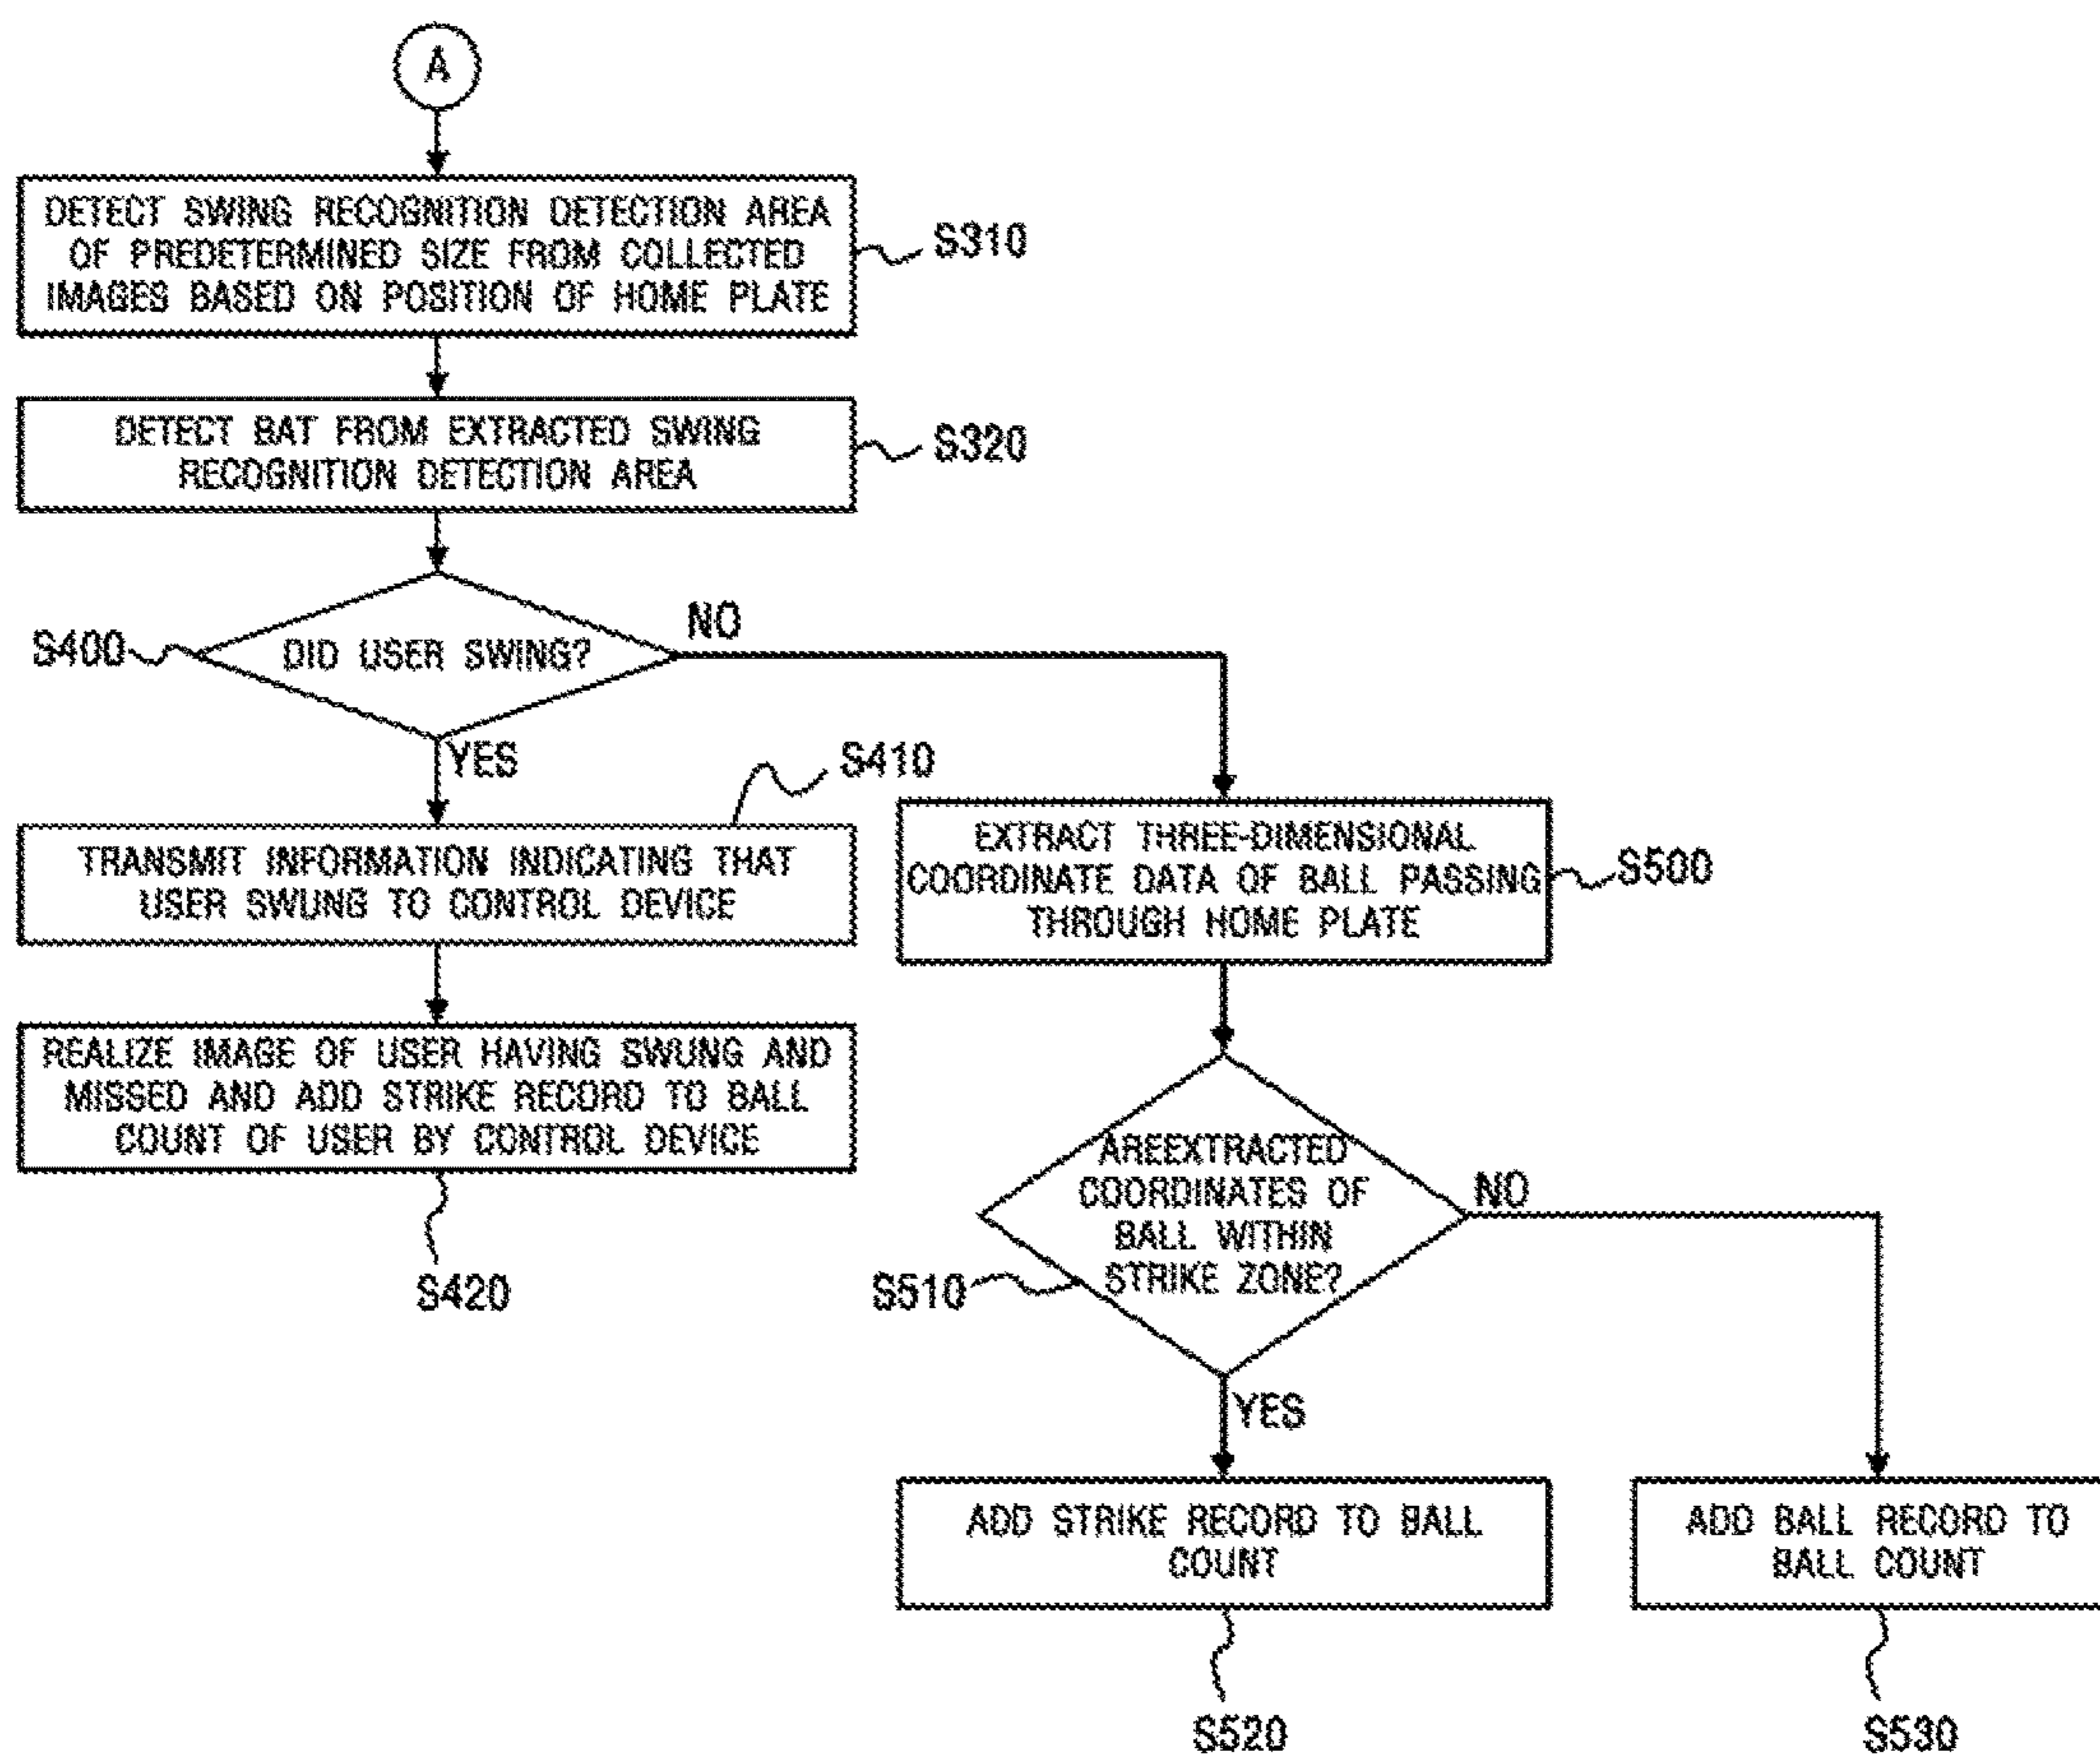 A
DETECT SWING RECOGNITION DETECTION AREA
OF PREDETERMINED SIZE FROM COLLECTED
IMAGES BASED ON POSITION OF HOME PLATE
S310
DETECT BAT FROM EXTRACTED SWING
RECOGNITION DETECTION AREA
S320
S400
DID USER SWING?
NO
YES
S410
TRANSMIT INFORMATION INDICATING THAT
USER SWUNG TO CONTROL DEVICE
EXTRACT THREE-DIMENSIONAL
COORDINATE DATA OF BALL PASSING
THROUGH HOME PLATE
S500
REALIZE IMAGE OF USER HAVING SWUNG AND
MISSED AND ADD STRIKE RECORD TO BALL
COUNT OF USER BY CONTROL DEVICE
S420
AREEXTRACTED
COORDINATES OF
BALL WITHIN
STRIKE ZONE?
S510
NO
YES
ADD STRIKE RECORD TO BALL
COUNT
S520
ADD BALL RECORD TO
BALL COUNT
S530